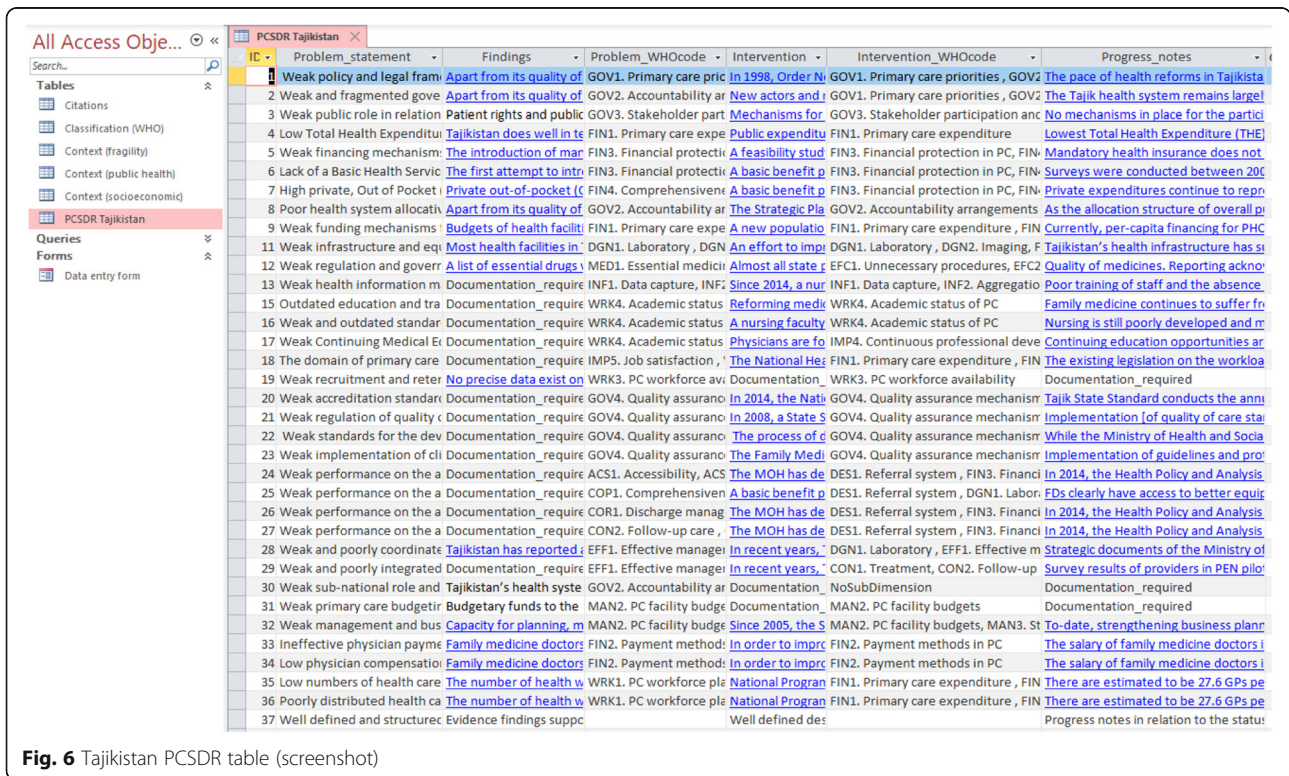 All Access Obje... «
Search...
Tables
Citations
Classification (WHO)
Context (fragility)
Context (public health)
Context (socioeconomic)
PCSDR Tajikistan
Queries
Forms
Data entry form
PCSDR Tajikistan
ID Problem_statement Findings Problem_WHOcode Intervention Intervention_WHOcode Progress_notes
1 Weak policy and legal fram Apart from its quality of GOV1. Primary care pric In 1998, Order N GOV1. Primary care priorities , GOV2 The pace of health reforms in Tajikista
2 Weak and fragmented gove Apart from its quality of GOV2. Accountability ar New actors and GOV1. Primary care priorities , GOV2 The Tajik health system remains largel
3 Weak public role in relation Patient rights and public GOV3. Stakeholder part Mechanisms for GOV3. Stakeholder participation anc No mechanisms in place for the partici
4 Low Total Health Expenditu Tajikistan does well in te FIN1. Primary care expe Public expenditu FIN1. Primary care expenditure Lowest Total Health Expenditure (THE)
5 Weak financing mechanism The introduction of man FIN3. Financial protectic A feasibility stud FIN3. Financial protection in PC, FIN Mandatory health insurance does not
6 Lack of a Basic Health Servic The first attempt to intr FIN3. Financial protectic A basic benefit p FIN3. Financial protection in PC, FIN Surveys were conducted between 200
7 High private, Out of Pocket Private out-of-pocket (C FIN4. Comprehensivene A basic benefit p FIN3. Financial protection in PC, FIN Private expenditures continue to repre
8 Poor health system allocativ Apart from its quality of GOV2. Accountability ar The Strategic Pla GOV2. Accountability arrangements As the allocation structure of overall p
9 Weak funding mechanisms Budgets of health faciliti FIN1. Primary care expe A new populatio FIN1. Primary care expenditure , FIN Currently, per-capita financing for PHC
11 Weak infrastructure and equ Most health facilities in DGN1. Laboratory , DGN An effort to impr DGN1. Laboratory , DGN2. Imaging, F Tajikistan's health infrastructure has su
12 Weak regulation and govern A list of essential drugs MED1. Essential medicin Almost all state p EFC1. Unnecessary procedures, EFC2 Quality of medicines. Reporting ackno
13 Weak health information m Documentation_require INF1. Data capture, INF2 Since 2014, a nur INF1. Data capture, INF2. Aggregatio Poor training of staff and the absence
15 Outdated education and tra Documentation_require WRK4. Academic status Reforming medic WRK4. Academic status of PC Family medicine continues to suffer fr
16 Weak and outdated standar Documentation_require WRK4. Academic status A nursing faculty WRK4. Academic status of PC Nursing is still poorly developed and m
17 Weak Continuing Medical Ec Documentation_require WRK4. Academic status Physicians are fo IMP4. Continuous professional deve Continuing education opportunities ar
18 The domain of primary care Documentation_require IMP5. Job satisfaction , The National Hea FIN1. Primary care expenditure , FIN The existing legislation on the workloa
19 Weak recruitment and reter No precise data exist on WRK3. PC workforce ava Documentation_ WRK3. PC workforce availability Documentation_required
20 Weak accreditation standarc Documentation_require GOV4. Quality assuranc In 2014, the Nati GOV4. Quality assurance mechanism Tajik State Standard conducts the annu
21 Weak regulation of quality c Documentation_require GOV4. Quality assuranc In 2008, a State S GOV4. Quality assurance mechanism Implementation [of quality of care sta
22 Weak standards for the dev Documentation_require GOV4. Quality assuranc The process of d GOV4. Quality assurance mechanism While the Ministry of Health and Socia
23 Weak implementation of cli Documentation_require GOV4. Quality assuranc The Family Medi GOV4. Quality assurance mechanism Implementation of guidelines and pro
24 Weak performance on the a Documentation_require ACS1. Accessibility, ACS The MOH has de DES1. Referral system , FIN3. Financi In 2014, the Health Policy and Analysis
25 Weak performance on the a Documentation_require COP1. Comprehensiven A basic benefit p DES1. Referral system , DGN1. Labora FDs clearly have access to better equip
26 Weak performance on the a Documentation_require COR1. Discharge manag The MOH has de DES1. Referral system , FIN3. Financi In 2014, the Health Policy and Analysis
27 Weak performance on the a Documentation_require CON2. Follow-up care , The MOH has de DES1. Referral system , FIN3. Financi In 2014, the Health Policy and Analysis
28 Weak and poorly coordinate Tajikistan has reported EFF1. Effective manager In recent years, DGN1. Laboratory , EFF1. Effective m Strategic documents of the Ministry of
29 Weak and poorly integrated Documentation_require EFF1. Effective manager In recent years, CON1. Treatment, CON2. Follow-up Survey results of providers in PEN pilo
30 Weak sub-national role and Tajikistan's health syste GOV2. Accountability ar Documentation_ NoSubDimension Documentation_required
31 Weak primary care budgetir Budgetary funds to the MAN2. PC facility budge Documentation_ MAN2. PC facility budgets Documentation_required
32 Weak management and bus Capacity for planning, m MAN2. PC facility budge Since 2005, the S MAN2. PC facility budgets, MAN3. St To-date, strengthening business plann
33 Ineffective physician payme Family medicine doctors FIN2. Payment methods In order to impro FIN2. Payment methods in PC The salary of family medicine doctors i
34 Low physician compensatio Family medicine doctors FIN2. Payment methods In order to impro FIN2. Payment methods in PC The salary of family medicine doctors i
35 Low numbers of health care The number of health w WRK1. PC workforce pla National Program FIN1. Primary care expenditure , FIN There are estimated to be 27.6 GPs pe
36 Poorly distributed health ca The number of health w WRK1. PC workforce pla National Program FIN1. Primary care expenditure , FIN There are estimated to be 27.6 GPs pe
37 Well defined and structurec Evidence findings suppo Well defined des Progress notes in relation to the status
Fig. 6 Tajikistan PCSDR table (screenshot)